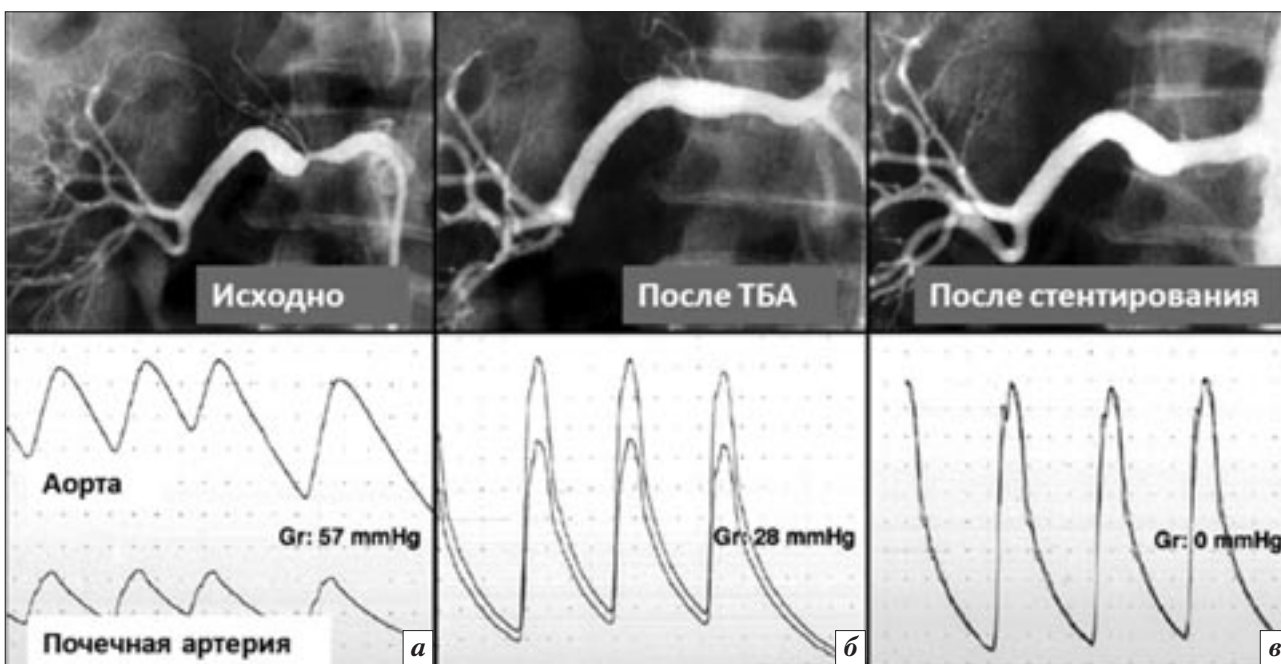 Исходно
После ТБА
После стентирования
Аорта
Gr: 57 mmHg
Почечная артерия
а
Gr: 28 mmHg
б
Gr: 0 mmHg
в